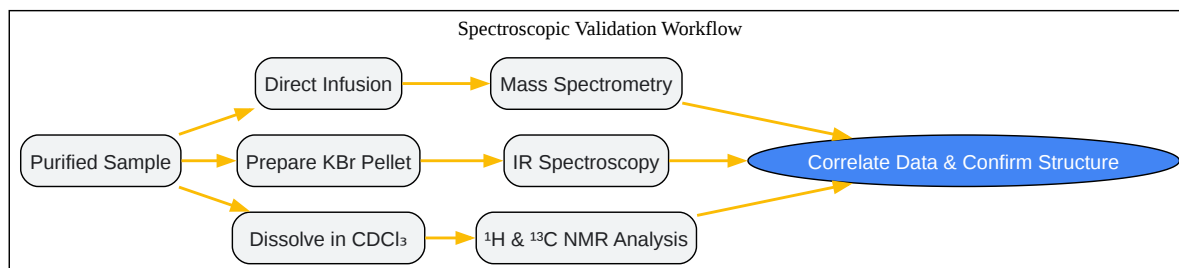 Spectroscopic Validation Workflow
Direct Infusion
Mass Spectrometry
Purified Sample
Prepare KBr Pellet
IR Spectroscopy
Correlate Data & Confirm Structure
Dissolve in CDCl₃
¹H & ¹³C NMR Analysis